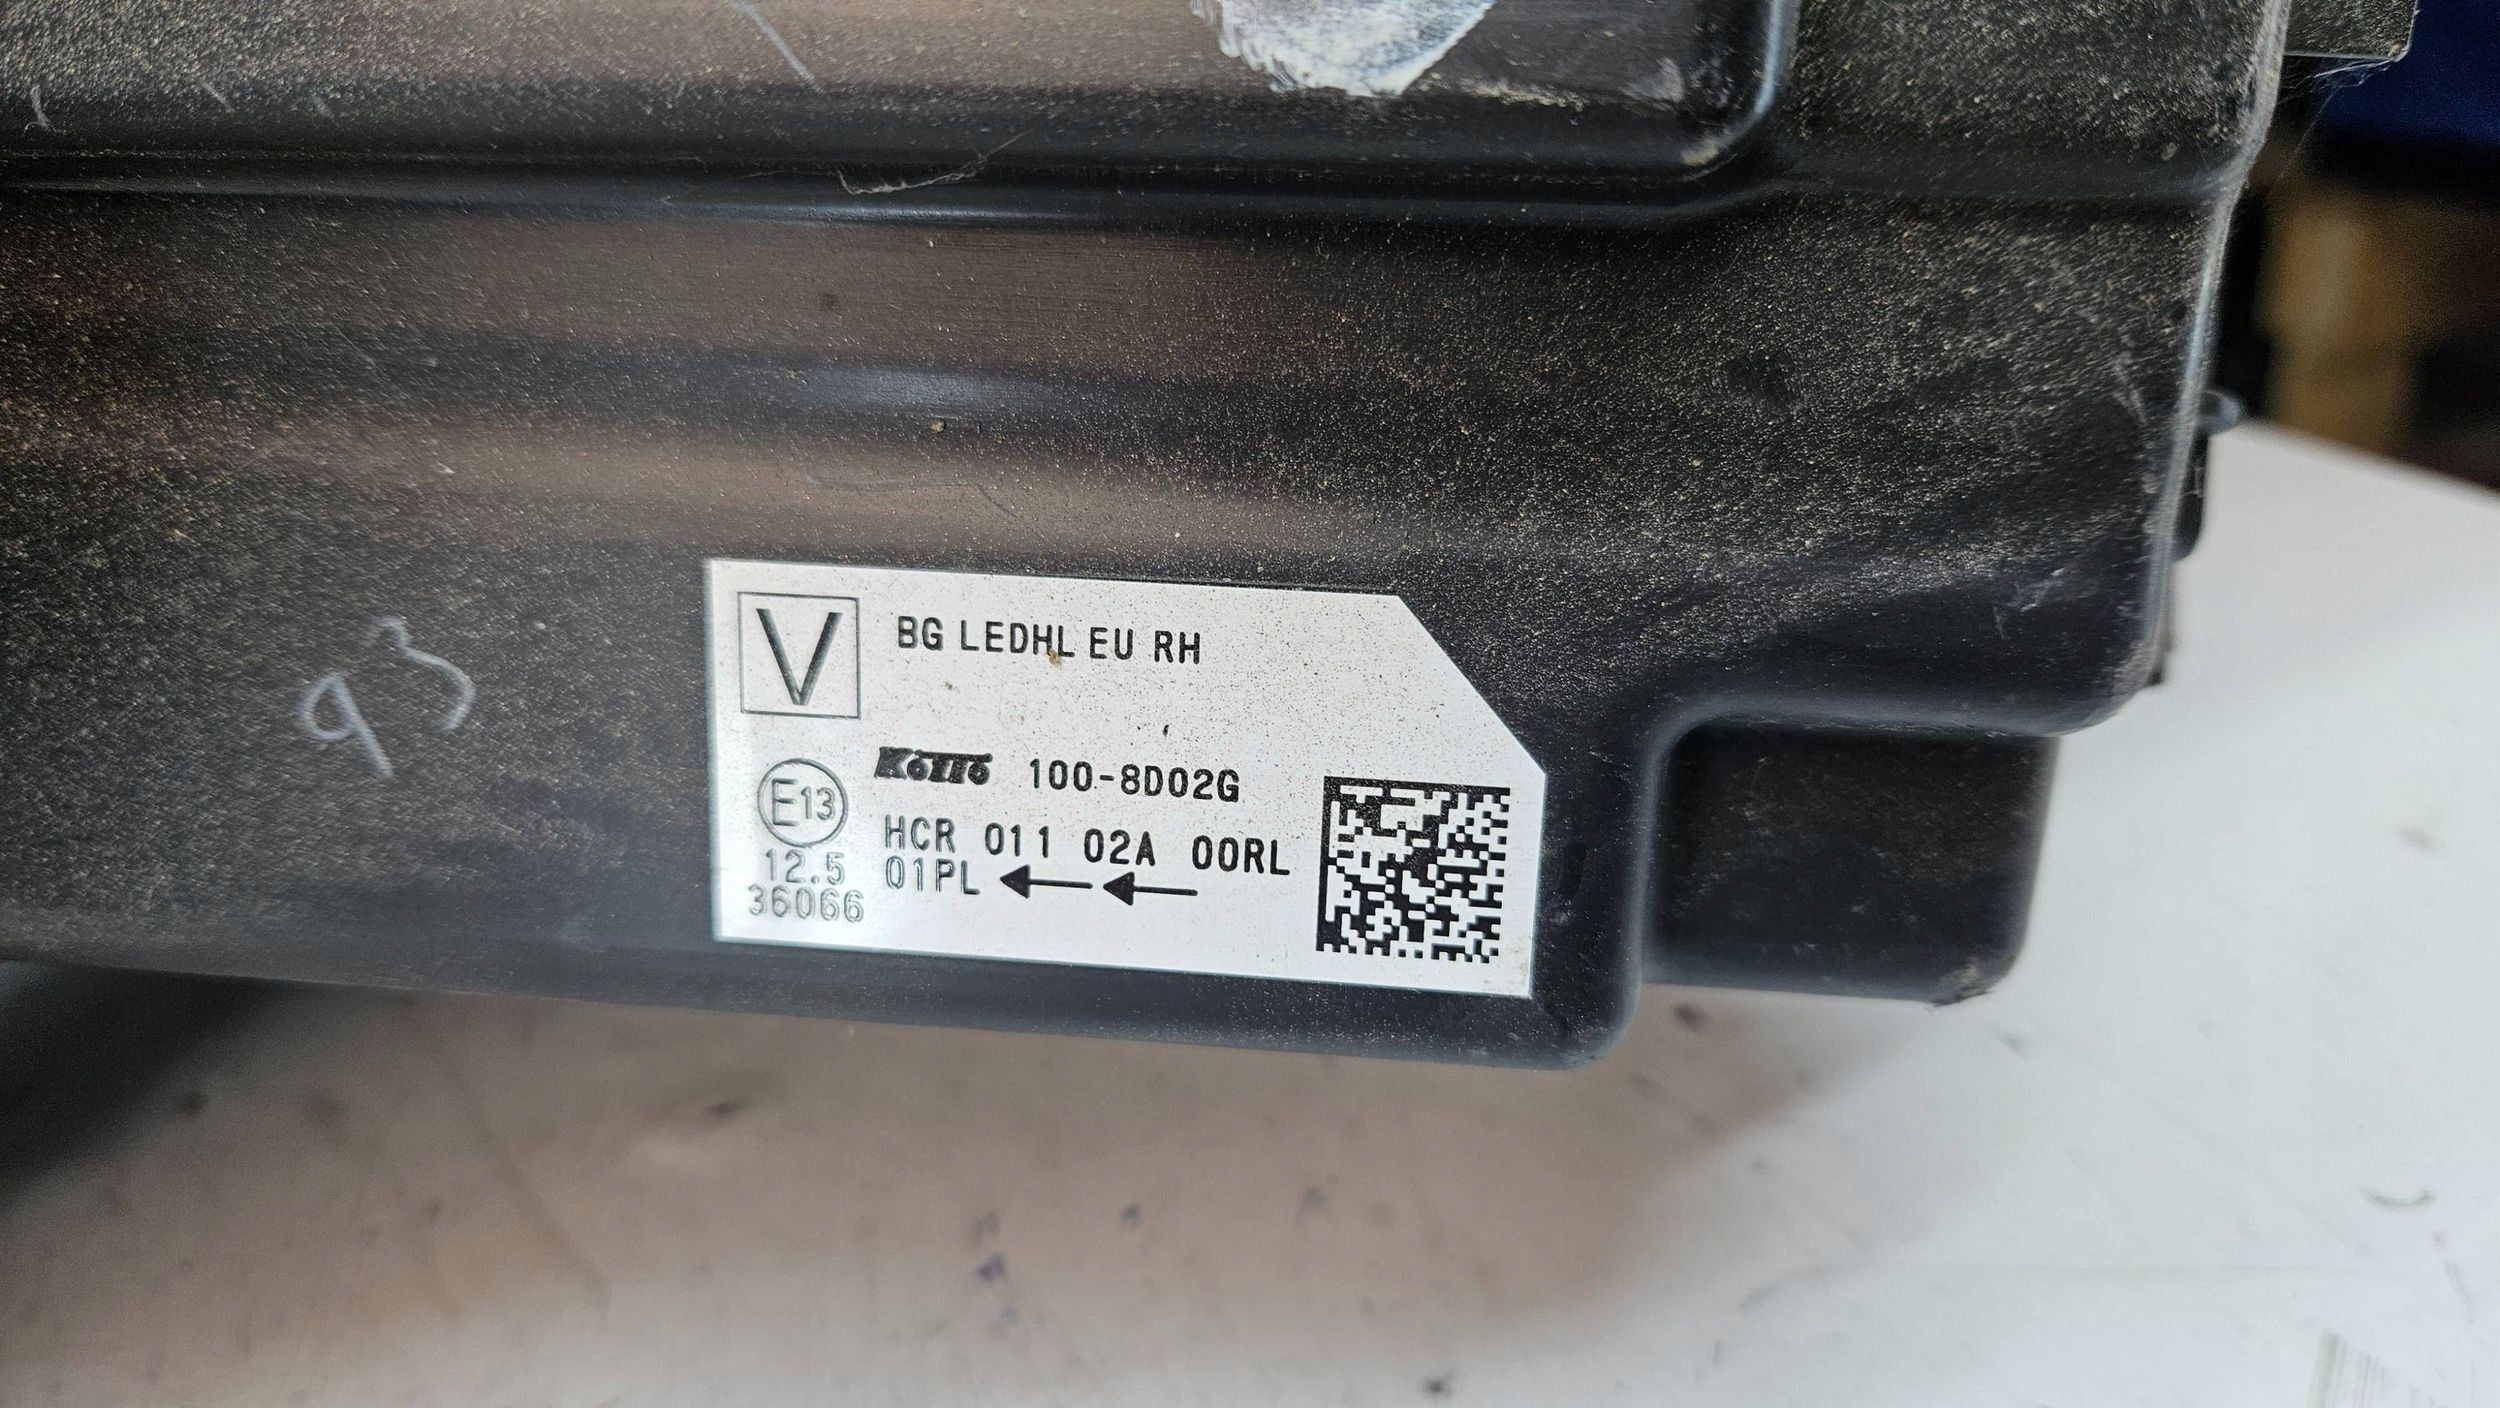 V
BG LEDHL EU RH
KOITO 100-8D02G
E13
HCR 011 02A 00RL
12.5
01PL
36066
93